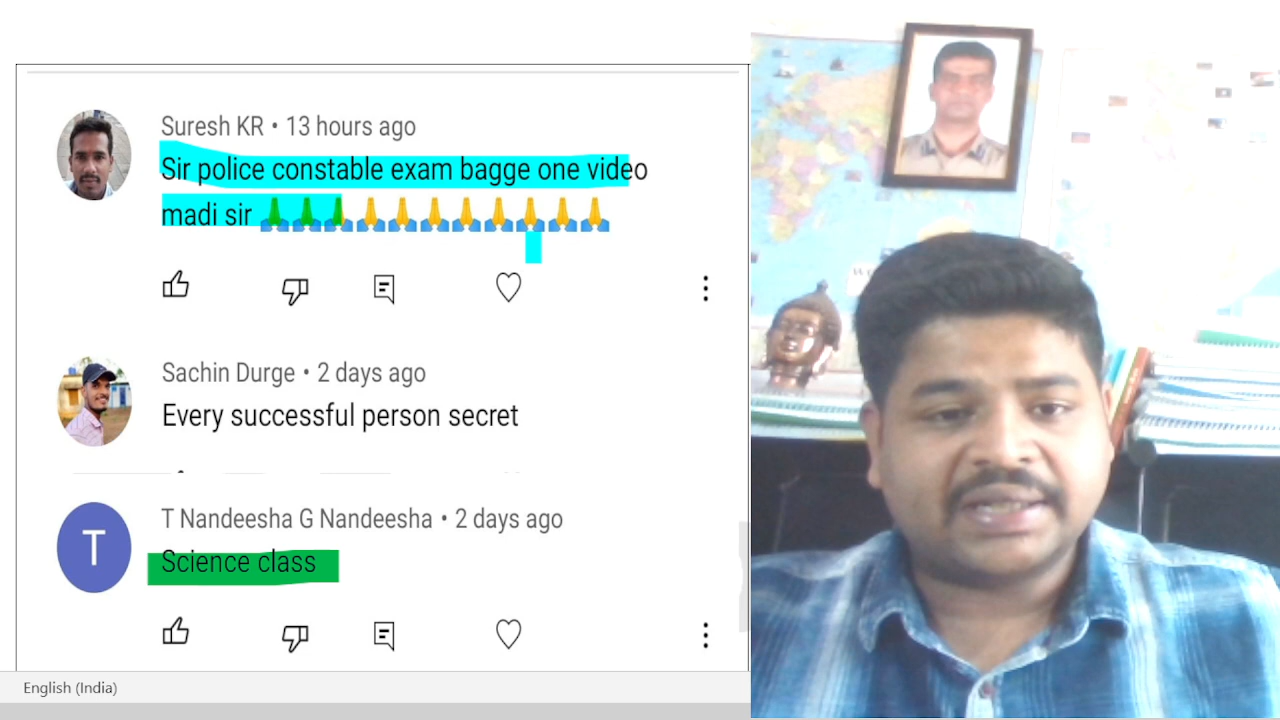 Suresh KR • 13 hours ago
Sir police constable exam bagge one video
madi sir 🙏🙏🙏🙏🙏🙏🙏🙏🙏🙏🙏
Sachin Durge • 2 days ago
Every successful person secret
T
T Nandeesha G Nandeesha • 2 days ago
Science class
English (India)